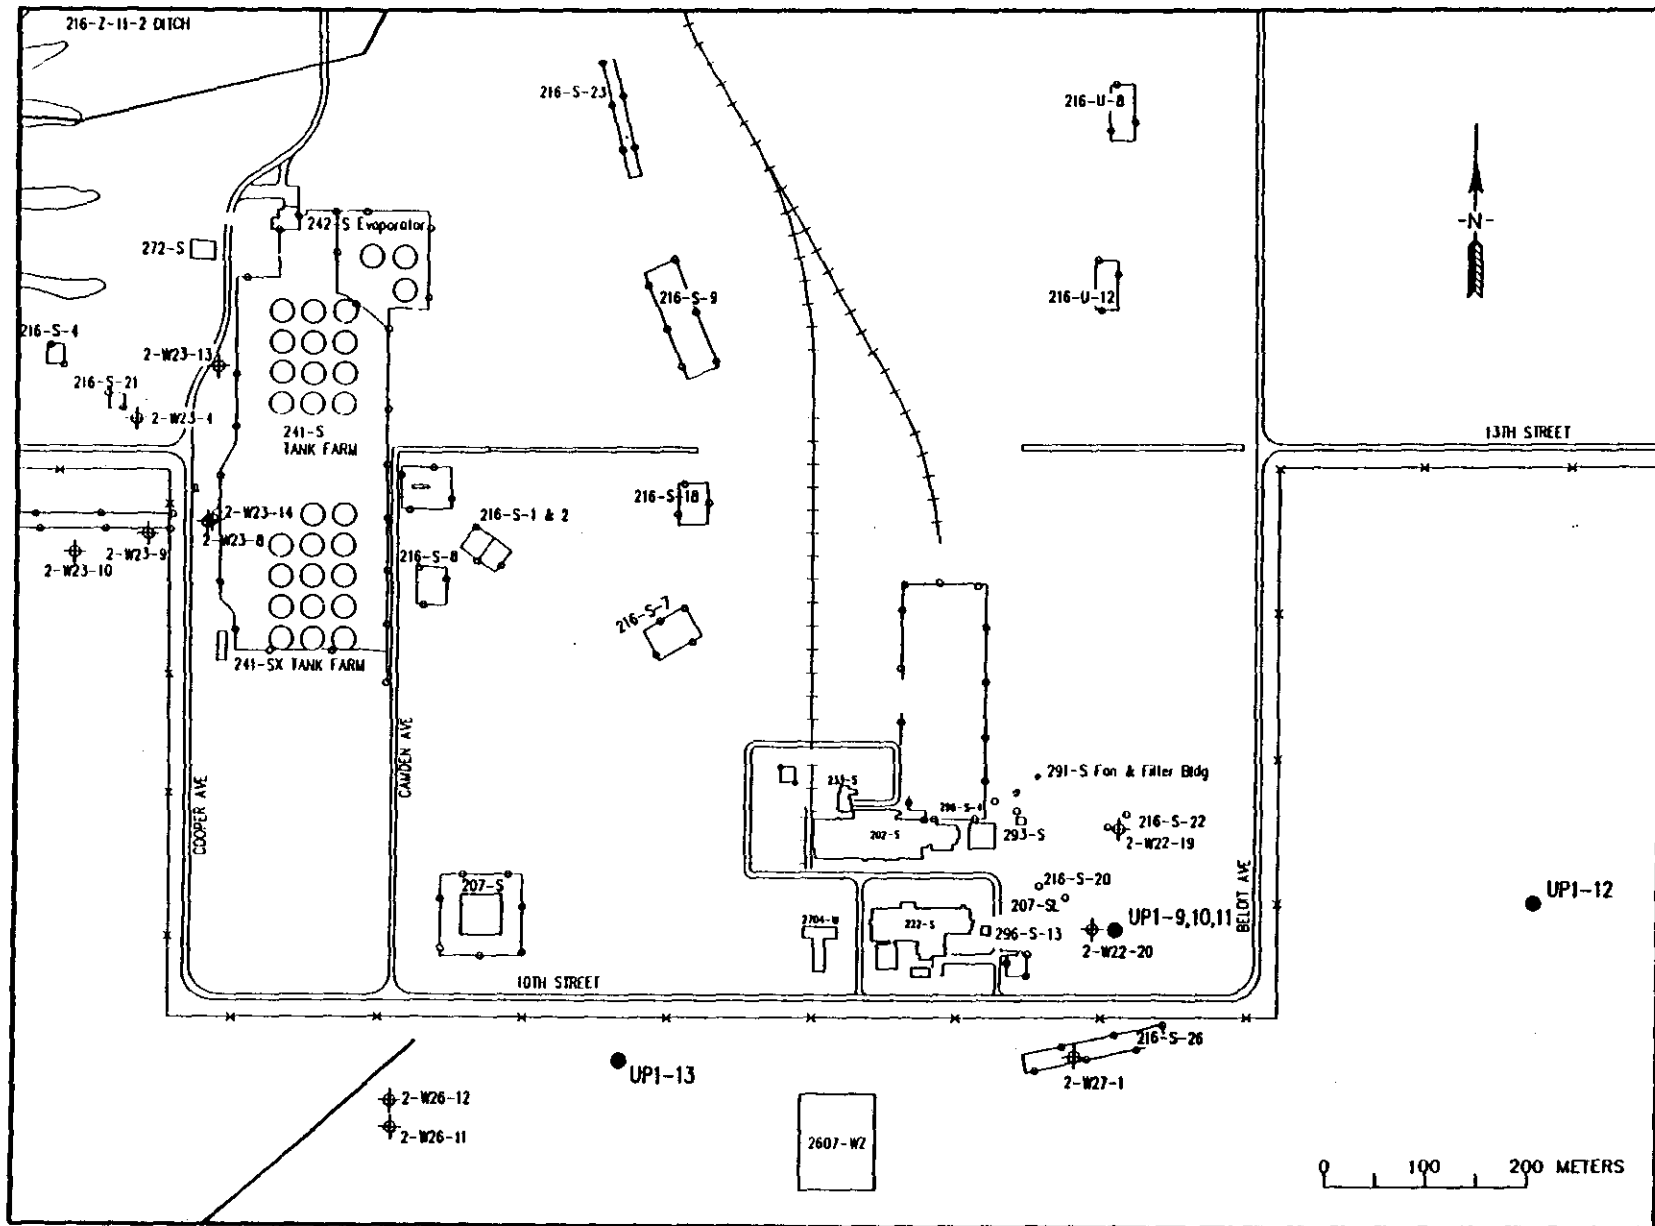 216-Z-11-2 DITCH
216-S-23
216-U-8
-N-
242-S Evaporator
272-S
216-S-9
216-U-12
216-S-4
2-W23-13
216-S-21
2-W23-4
241-S
TANK FARM
13TH STREET
216-S-18
2-W23-14
216-S-1 & 2
2-W23-9
2-W23-8
216-S-8
2-W23-10
216-S-7
241-SX TANK FARM
CAMDEN AVE
COOPER AVE
291-S Fan & Filter Bldg
233-S
296-S-4
216-S-22
202-S
293-S
2-W22-19
BELOIT AVE
207-S
216-S-20
UP1-12
207-SL
2704-W
222-S
UP1-9,10,11
296-S-13
2-W22-20
10TH STREET
216-S-26
UP1-13
2-W27-1
2-W26-12
2-W26-11
2607-WZ
0 100 200 METERS